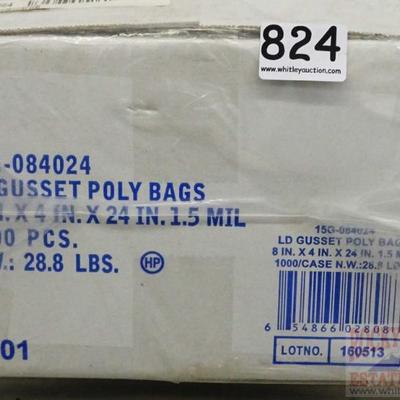 824
www.whitleyauction.com
-084024
GUSSET POLY BAGS
. X 4 IN. X 24 IN. 1.5 MIL
00 PCS.
.: 28.8 LBS. HP
01
15G-084024
LD GUSSET POLY BAG
8 IN. X 4 IN. X 24 IN. 1.5 M
1000/CASE N.W.:28.8 L
6 54866 02808
LOTNO. 160513
ESTATE